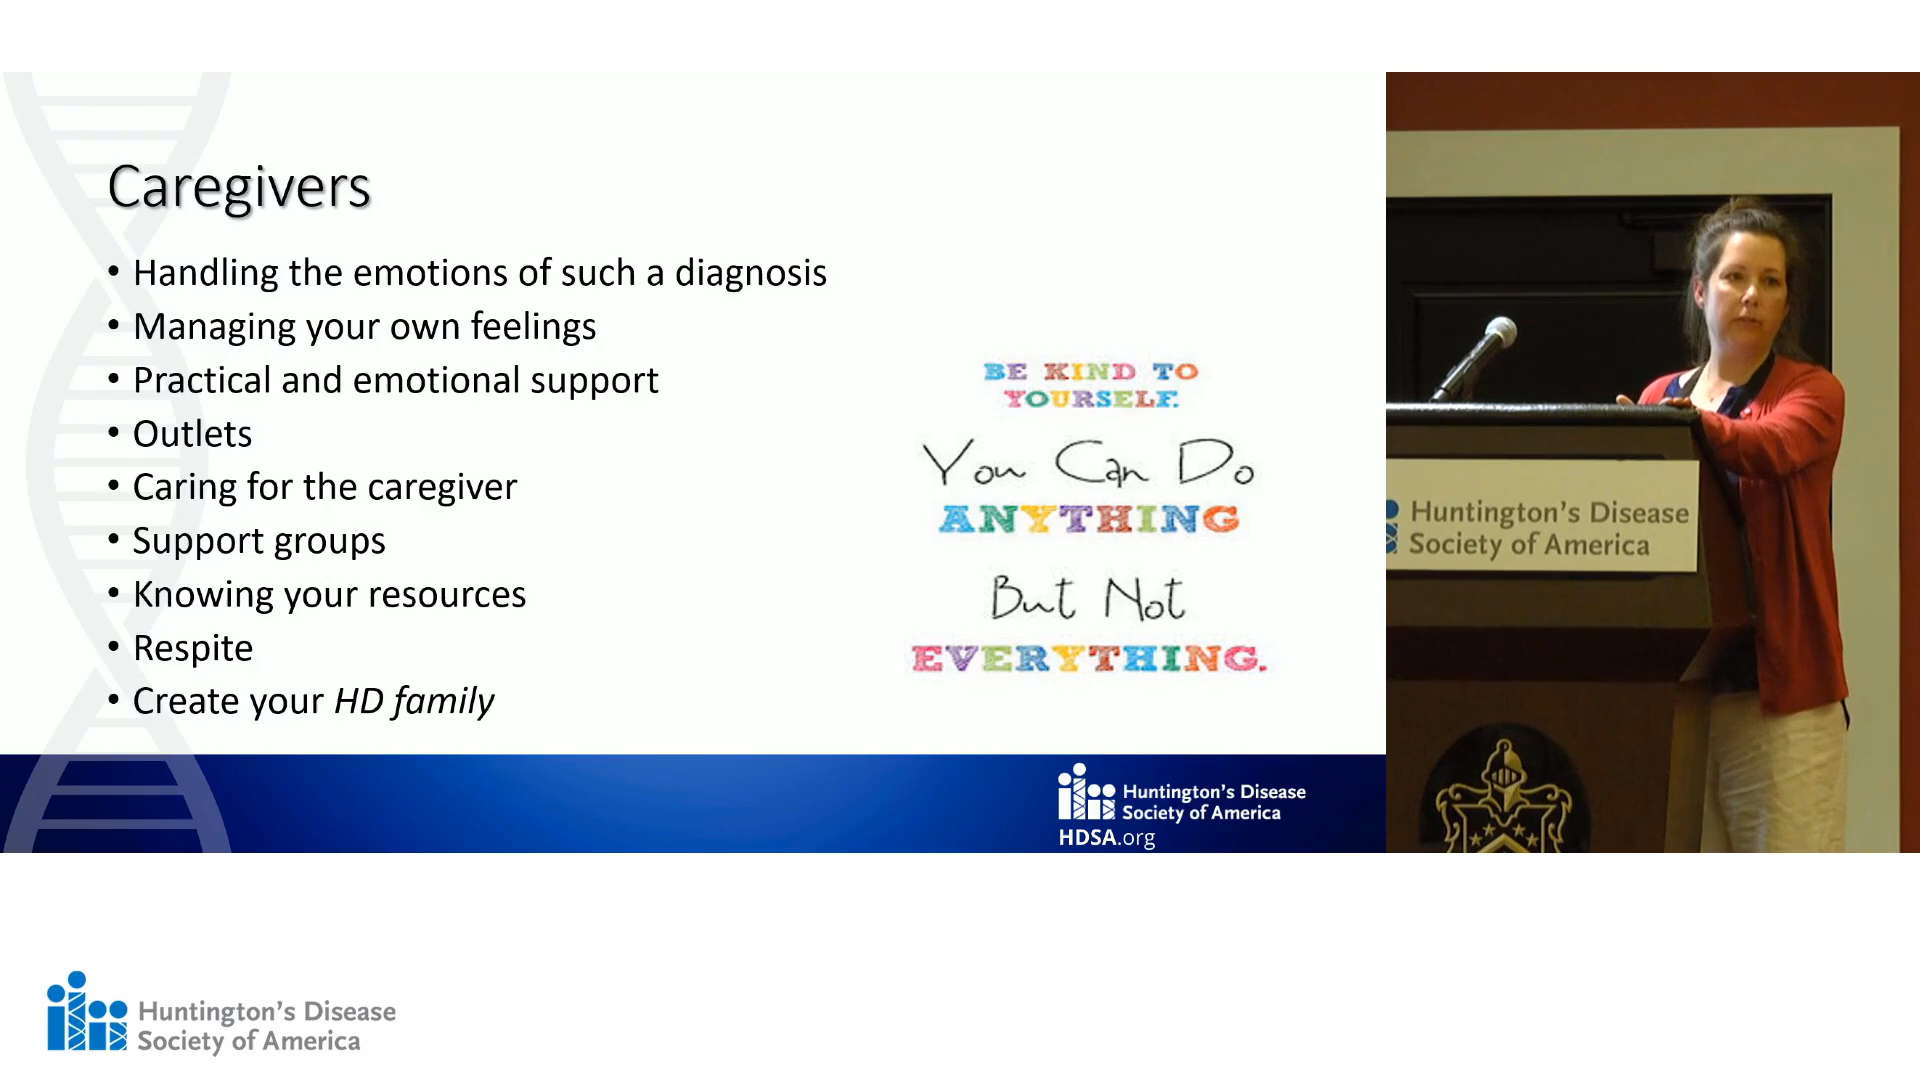 Caregivers
• Handling the emotions of such a diagnosis
• Managing your own feelings
• Practical and emotional support
• Outlets
• Caring for the caregiver
• Support groups
• Knowing your resources
• Respite
• Create your HD family
BE KIND TO
YOURSELF.
You Can Do
ANYTHING
But Not
EVERYTHING.
Huntington's Disease
Society of America
HDSA.org
Huntington's Disease
Society of America
Huntington's Disease
Society of America